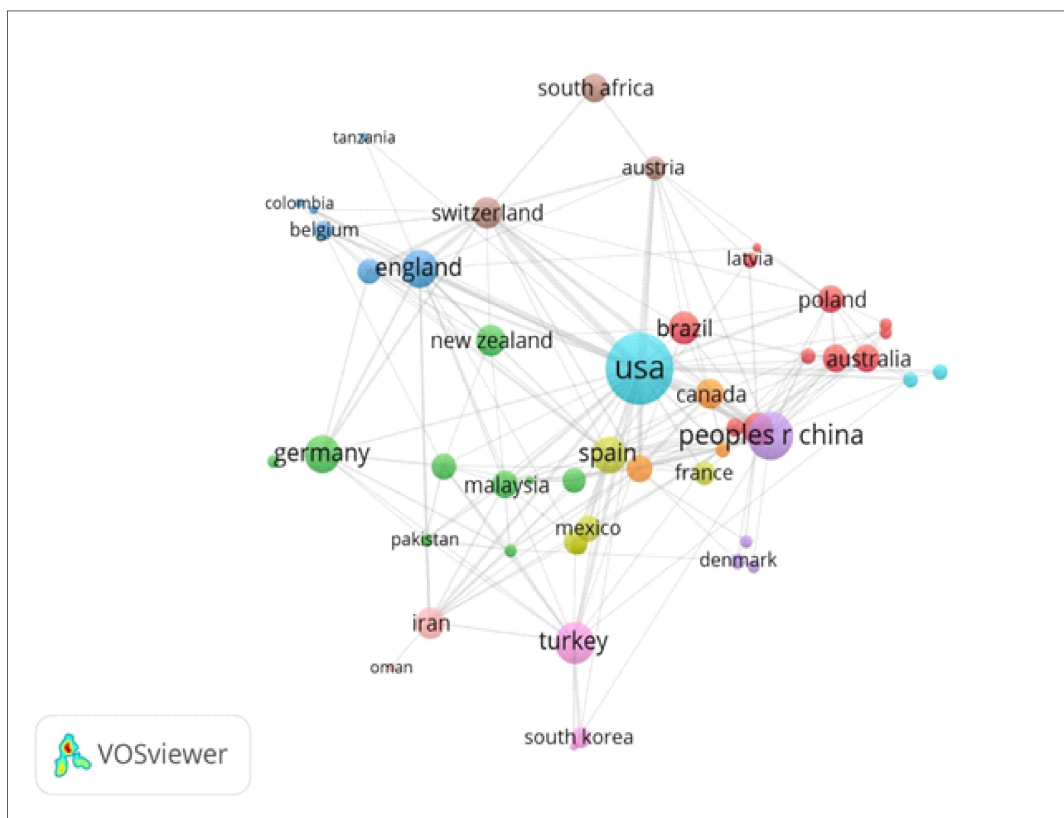 south africa
tanzania
austria
colombia
switzerland
belgium
england
latvia
poland
brazil
new zealand
australia
usa
canada
peoples r china
spain
germany
france
malaysia
mexico
pakistan
denmark
iran
turkey
oman
south korea
VOSviewer